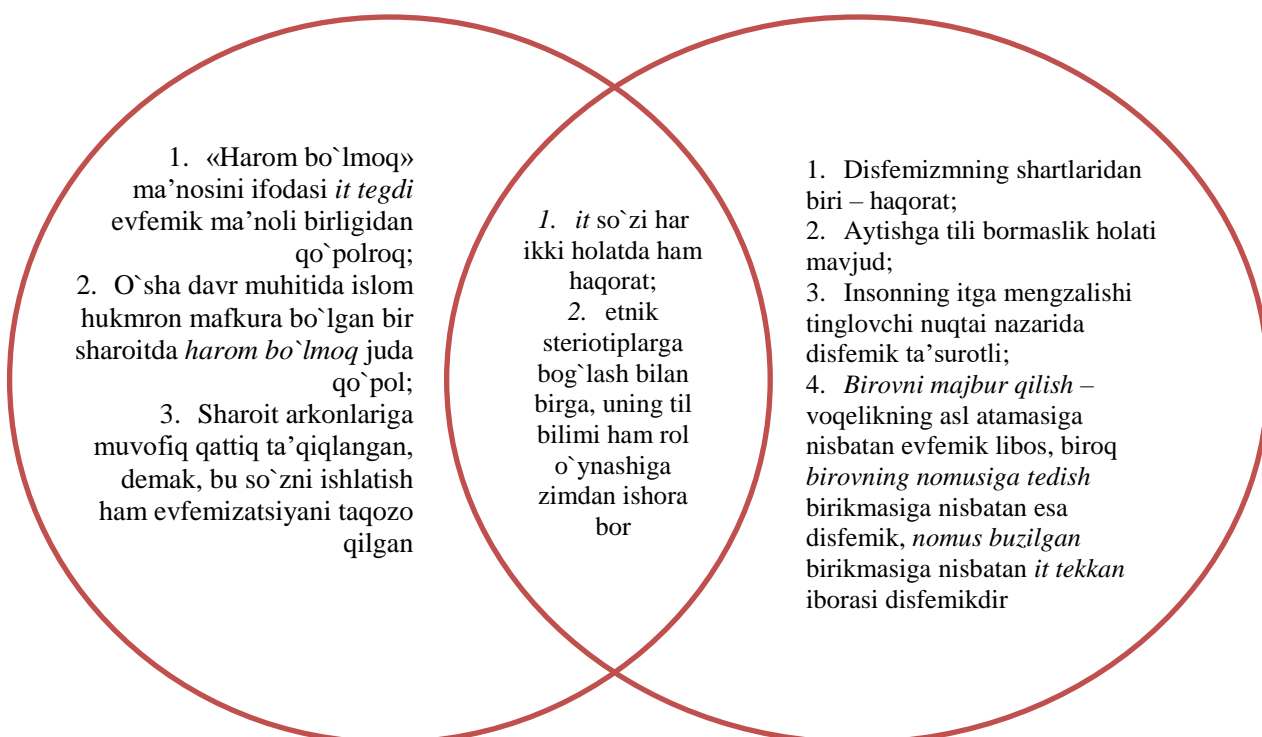 1. «Harom bo`lmoq»
ma’nosini ifodasi it tegdi
evfemik ma’noli birligidan
qo`polroq;
2. O`sha davr muhitida islom
hukmron mafkura bo`lgan bir
sharoitda harom bo`lmoq juda
qo`pol;
3. Sharoit arkonlariga
muvofiq qattiq ta’qiqlangan,
demak, bu so`zni ishlatish
ham evfemizatsiyani taqozo
qilgan
1. it so`zi har
ikki holatda ham
haqorat;
2. etnik
steriotiplarga
bog`lash bilan
birga, uning til
bilimi ham rol
o`ynashiga
zimdan ishora
bor
1. Disfemizmning shartlaridan
biri – haqorat;
2. Aytishga tili bormaslik holati
mavjud;
3. Insonning itga mengzalishi
tinglovchi nuqtai nazarida
disfemik ta’surotli;
4. Birovni majbur qilish –
voqelikning asl atamasiga
nisbatan evfemik libos, biroq
birovning nomusiga tedish
birikmasiga nisbatan esa
disfemik, nomus buzilgan
birikmasiga nisbatan it tekkan
iborasi disfemikdir